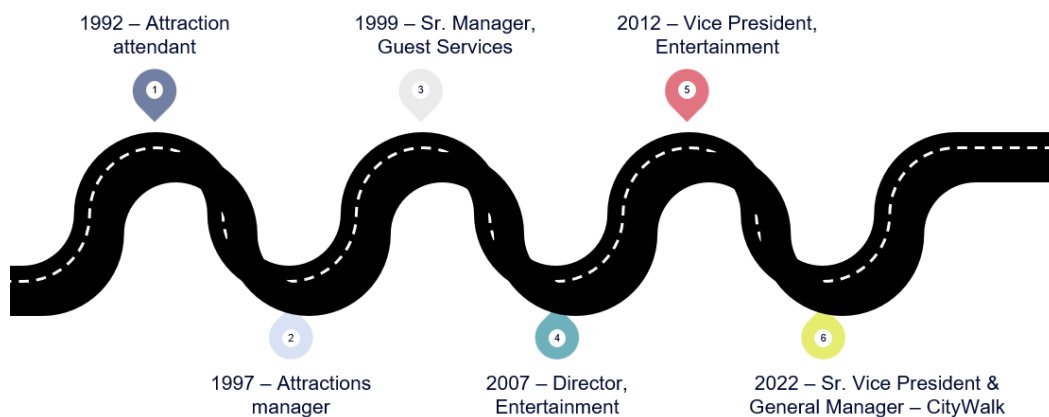 1992 – Attraction
attendant
1999 – Sr. Manager,
Guest Services
2012 – Vice President,
Entertainment
1
3
5
2
4
6
1997 – Attractions
manager
2007 – Director,
Entertainment
2022 – Sr. Vice President &
General Manager – CityWalk